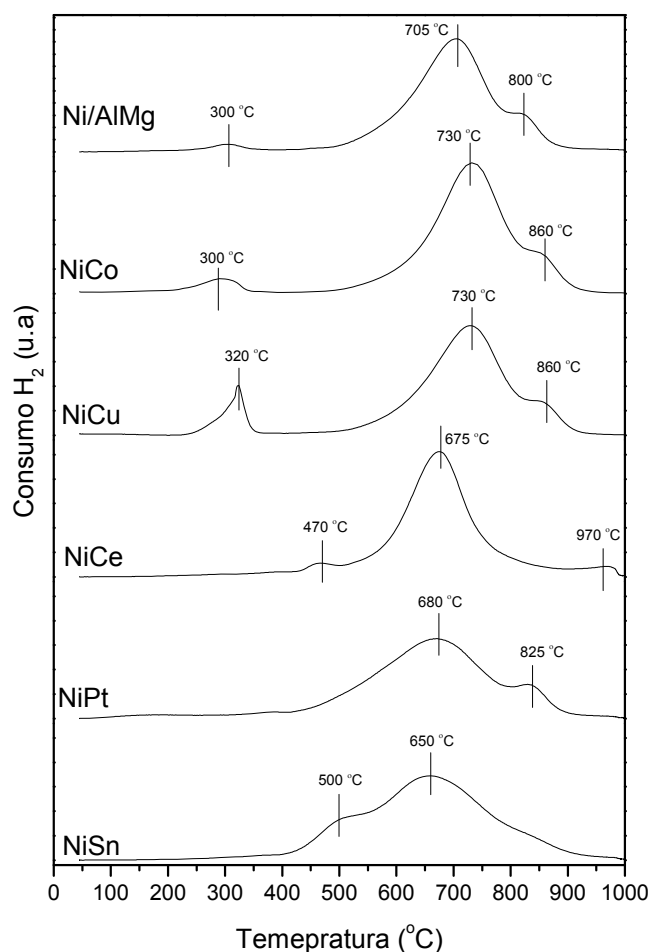 705 °C
800 °C
300 °C
Ni/AlMg
730 °C
860 °C
300 °C
NiCo
730 °C
860 °C
320 °C
NiCu
675 °C
470 °C
970 °C
NiCe
680 °C
825 °C
NiPt
650 °C
500 °C
NiSn
Consumo H₂ (u.a)
0 100 200 300 400 500 600 700 800 900 1000
Temepratura (°C)